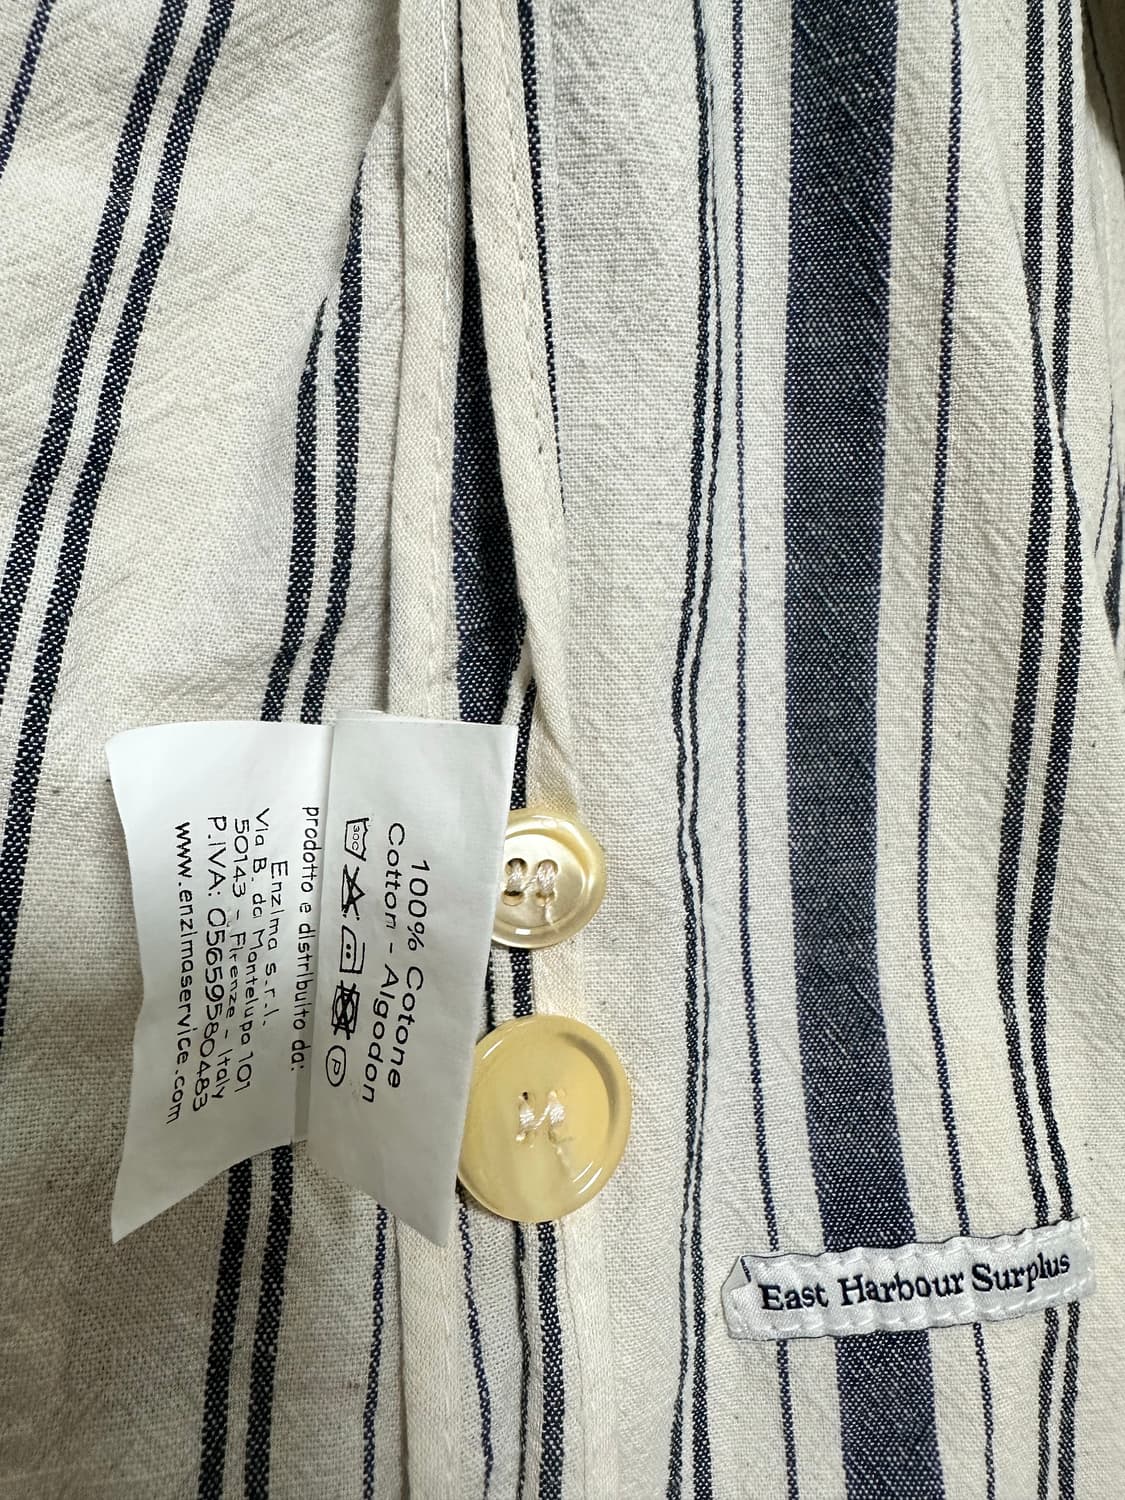 100% Cotone
Cotton - Algodon
30C
P
prodotto e distribuito da:
Enzima s.r.l.
Via B. da Montelupo 101
50143 - Firenze - Italy
P.IVA: 05659580483
www.enzimaservice.com
East Harbour Surplus